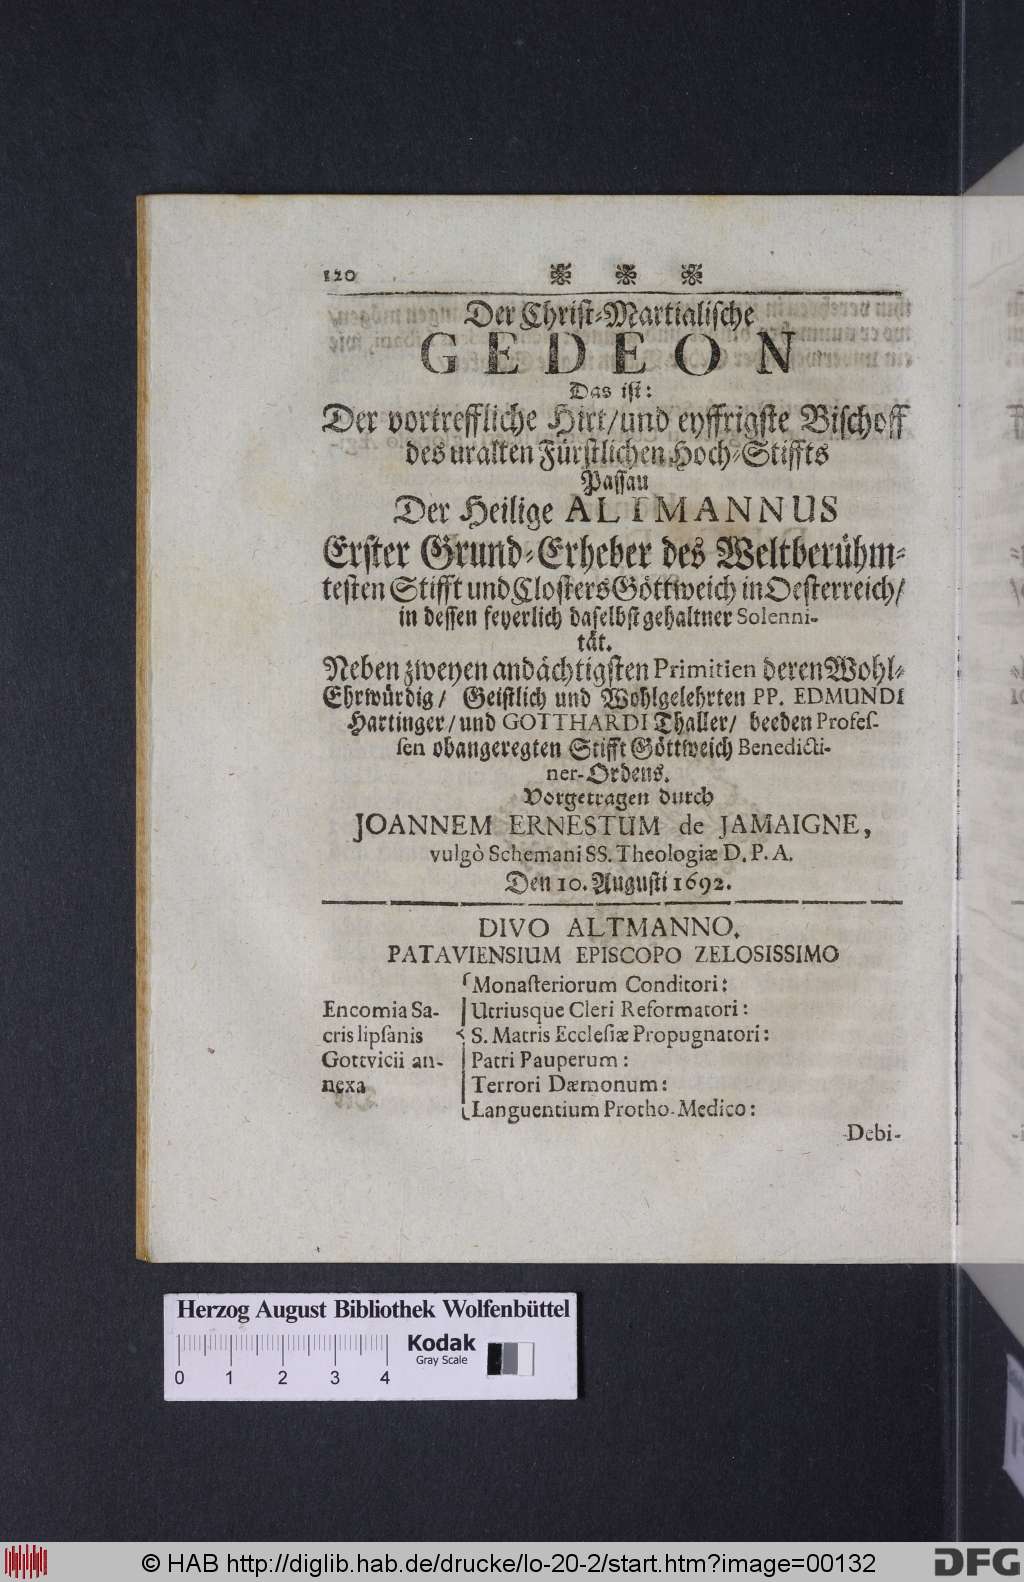 120
Der Christ-Martialische
GEDEON
Das ist:
Der vortreffliche Hirt/und eyffrigste Bischoff
des uralten Fürstlichen Hoch-Stiffts
Passau
Der Heilige ALTMANNUS
Erster Grund-Erheber des Weltberühm-
testen Stifft und Closters Göttweich in Oesterreich/
in dessen feyerlich daselbst gehaltner Solenni-
tät.
Neben zweyen andächtigsten Primitien deren Wohl-
Ehrwürdig/ Geistlich und Wohlgelehrten PP. EDMUNDI
Hartinger/und GOTTHARDI Thaller/ beeden Profes-
sen obangeregten Stifft Göttweich Benedicti-
ner-Ordens.
Vorgetragen durch
JOANNEM ERNESTUM de JAMAIGNE,
vulgò Schemani SS. Theologiæ D. P. A.
Den 10. Augusti 1692.
DIVO ALTMANNO,
PATAVIENSIUM EPISCOPO ZELOSISSIMO
Encomia Sa-
cris lipsanis
Gottvicii an-
nexa
Monasteriorum Conditori:
Utriusque Cleri Reformatori:
S. Matris Ecclesiæ Propugnatori:
Patri Pauperum:
Terrori Dæmonum:
Languentium Protho-Medico:
-Debi-
Herzog August Bibliothek Wolfenbüttel
Kodak
Gray Scale
0 1 2 3 4
© HAB http://diglib.hab.de/drucke/lo-20-2/start.htm?image=00132
DFG